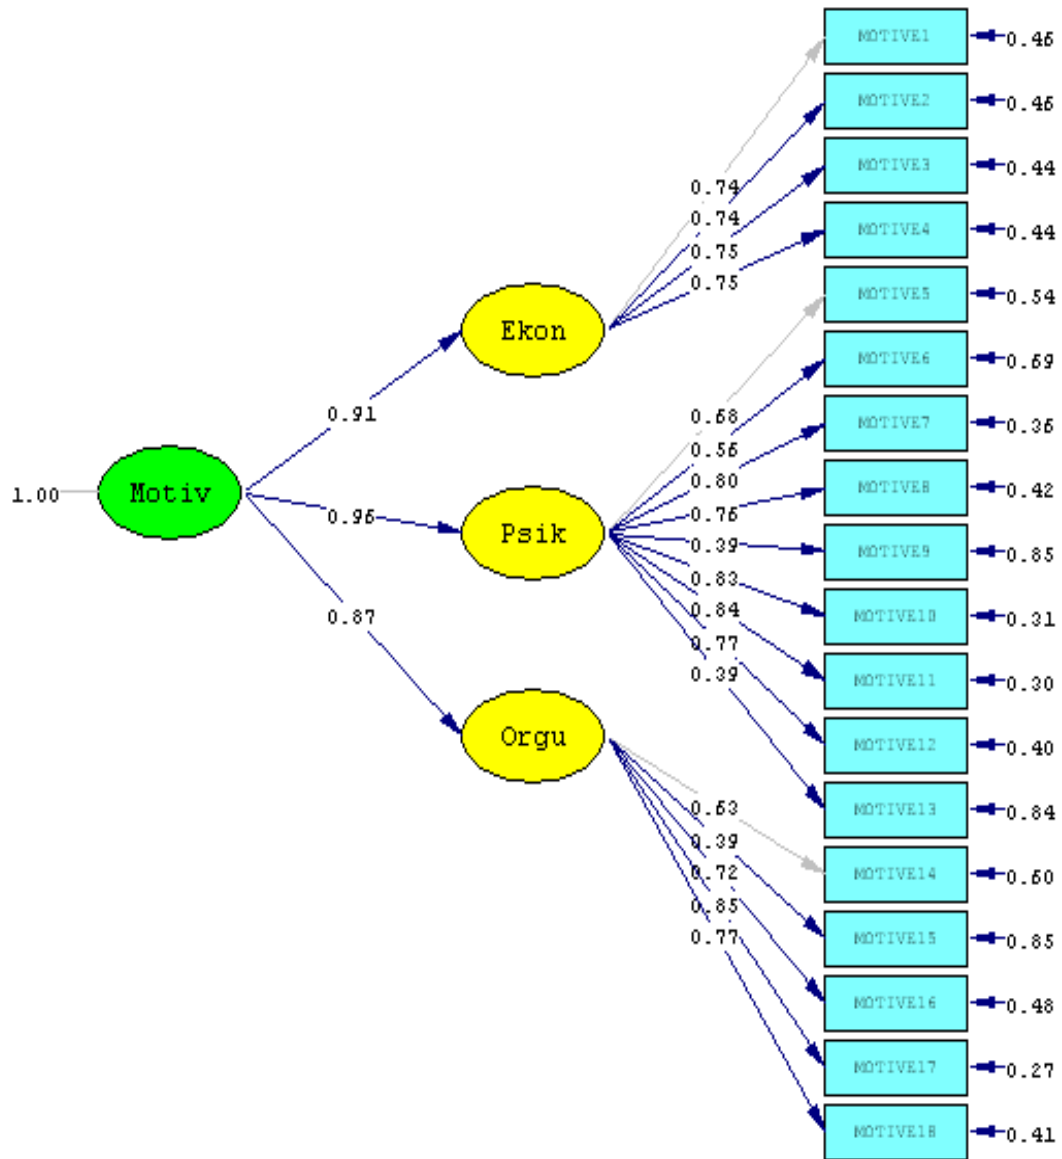 MOTIVE1 0.46
MOTIVE2 0.46
MOTIVE3 0.44
0.74
0.74
MOTIVE4 0.44
0.75
0.75
MOTIVE5 0.54
Ekon
MOTIVE6 0.69
0.91
0.68
MOTIVE7 0.36
0.56
0.80
1.00 Motiv
MOTIVE8 0.42
0.96
0.76
Psik
0.39
MOTIVE9 0.85
0.83
0.84
MOTIVE10 0.31
0.87
0.77
0.39
MOTIVE11 0.30
Orgu
MOTIVE12 0.40
0.63
MOTIVE13 0.84
0.39
0.72
MOTIVE14 0.60
0.85
0.77
MOTIVE15 0.85
MOTIVE16 0.48
MOTIVE17 0.27
MOTIVE18 0.41